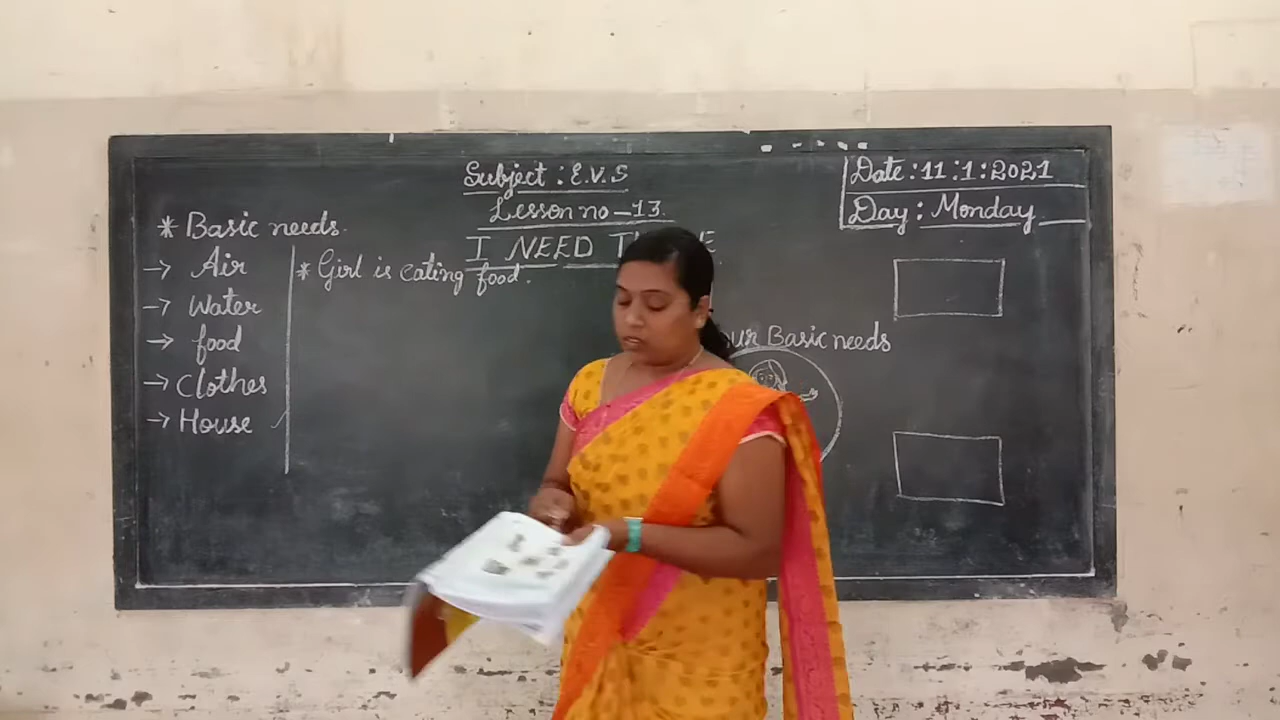 Subject : E.V.S
Lesson no – 13.
I NEED
Date : 11 : 1 : 2021
Day : Monday
* Basic needs.
→ Air
→ Water
→ food
→ Clothes
→ House
* Girl is eating food.
Basic needs